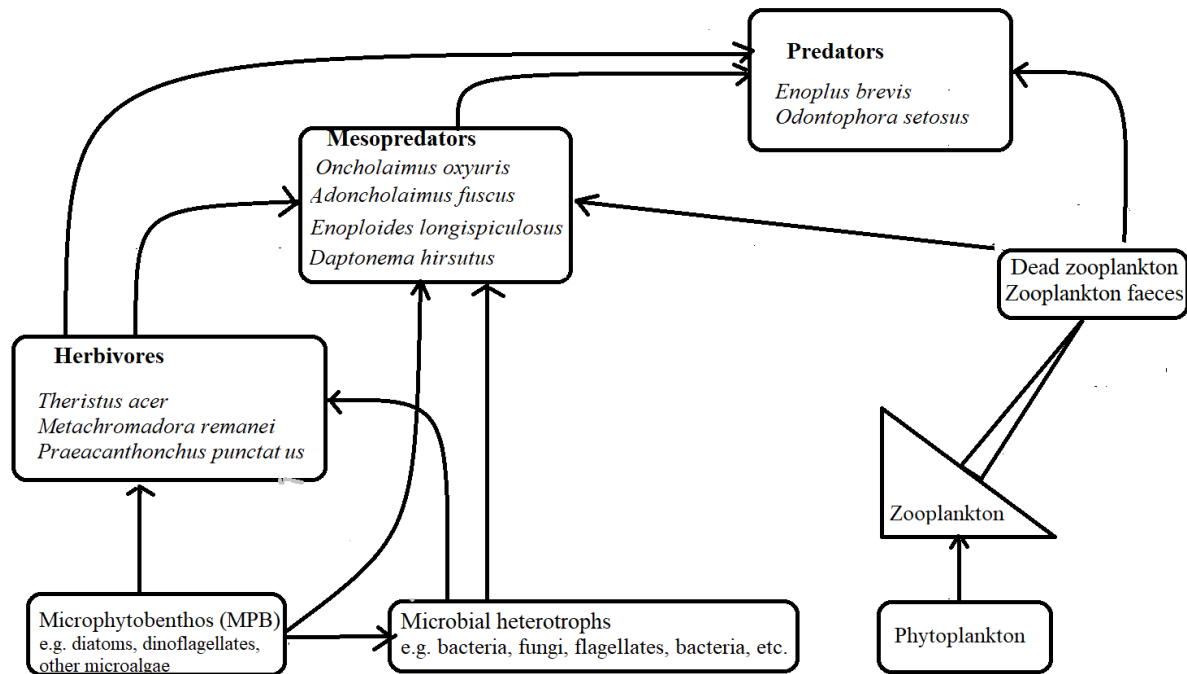 Predators
Enoplus brevis
Odontophora setosus
Mesopredators
Oncholaimus oxyuris
Adoncholaimus fuscus
Enoploides longispiculosus
Daptonema hirsutus
Dead zooplankton
Zooplankton faeces
Herbivores
Theristus acer
Metachromadora remanei
Praeacanthonchus punctat us
Zooplankton
Microphytobenthos (MPB)
e.g. diatoms, dinoflagellates,
other microalgae
Microbial heterotrophs
e.g. bacteria, fungi, flagellates, bacteria, etc.
Phytoplankton